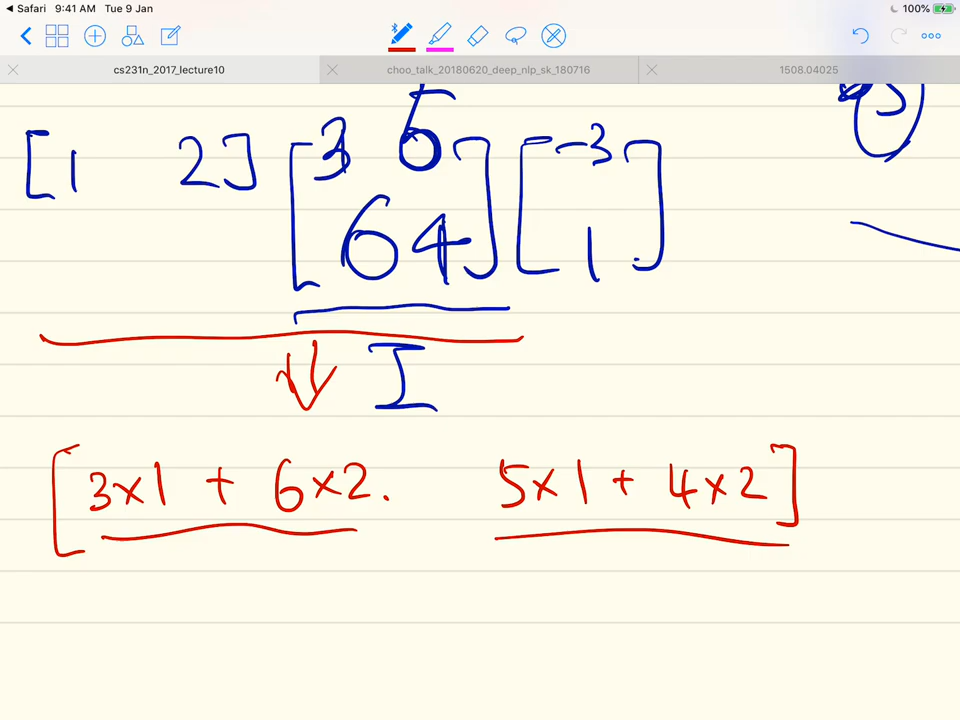 Safari 9:41 AM Tue 9 Jan 100%
cs231n_2017_lecture10 choo_talk_20180620_deep_nlp_sk_180716 1508.04025
[1 2] [3 5 -3]
6 4 1
I
[3×1 + 6×2. 5×1 + 4×2]